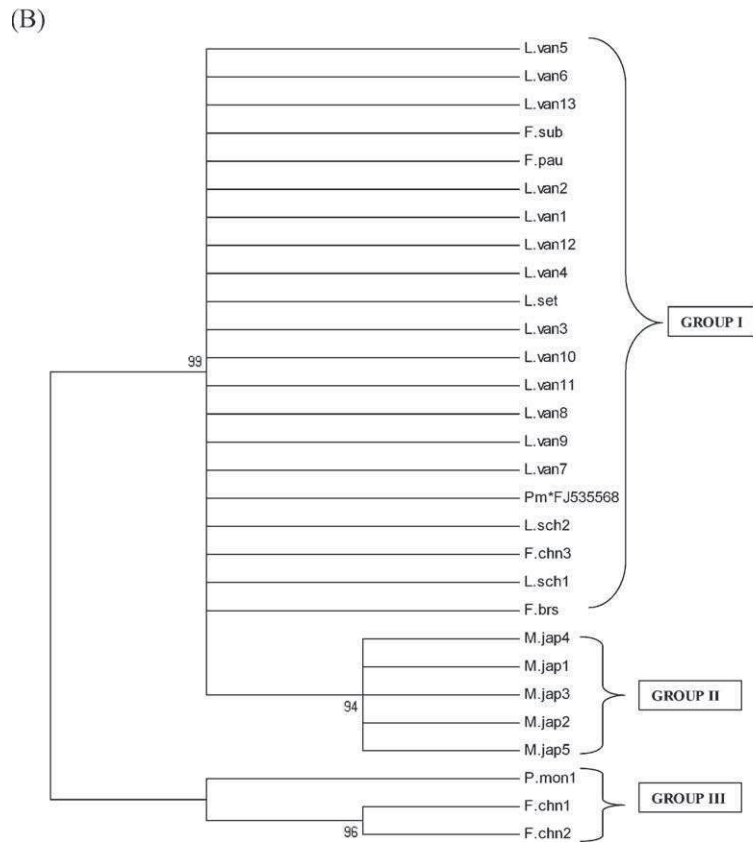 (B)
L.van5
L.van6
L.van13
F.sub
F.pau
L.van2
L.van1
L.van12
L.van4
L.set
L.van3
GROUP I
99
L.van10
L.van11
L.van8
L.van9
L.van7
Pm*FJ535568
L.sch2
F.chn3
L.sch1
F.brs
M.jap4
M.jap1
M.jap3
GROUP II
94
M.jap2
M.jap5
P.mon1
F.chn1
GROUP III
96
F.chn2